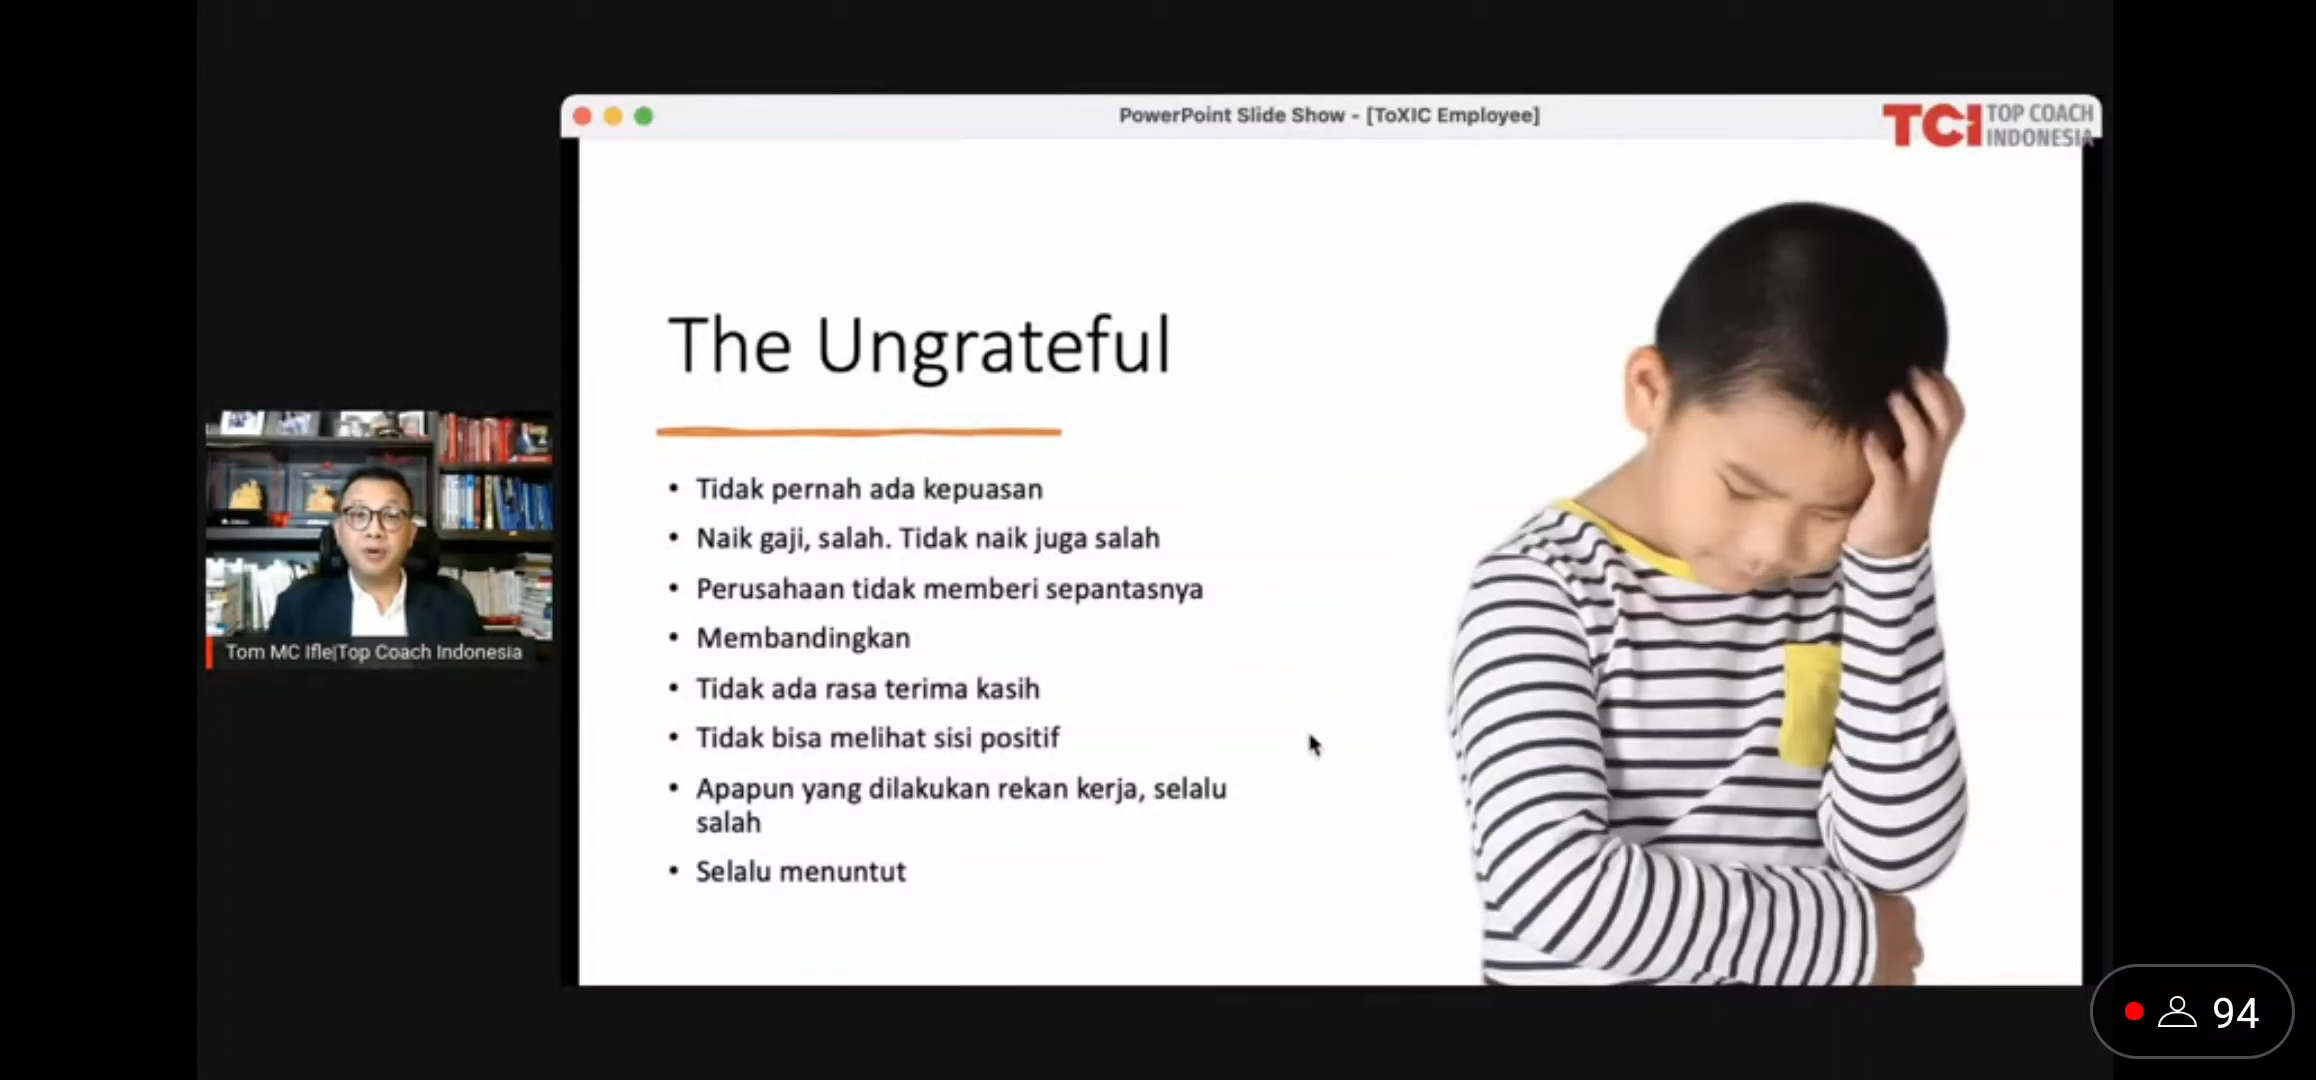 PowerPoint Slide Show - [ToXIC Employee]
TCI TOP COACH
INDONESIA
The Ungrateful
• Tidak pernah ada kepuasan
• Naik gaji, salah. Tidak naik juga salah
• Perusahaan tidak memberi sepantasnya
• Membandingkan
• Tidak ada rasa terima kasih
• Tidak bisa melihat sisi positif
• Apapun yang dilakukan rekan kerja, selalu
salah
• Selalu menuntut
Tom MC Ifle|Top Coach Indonesia
94